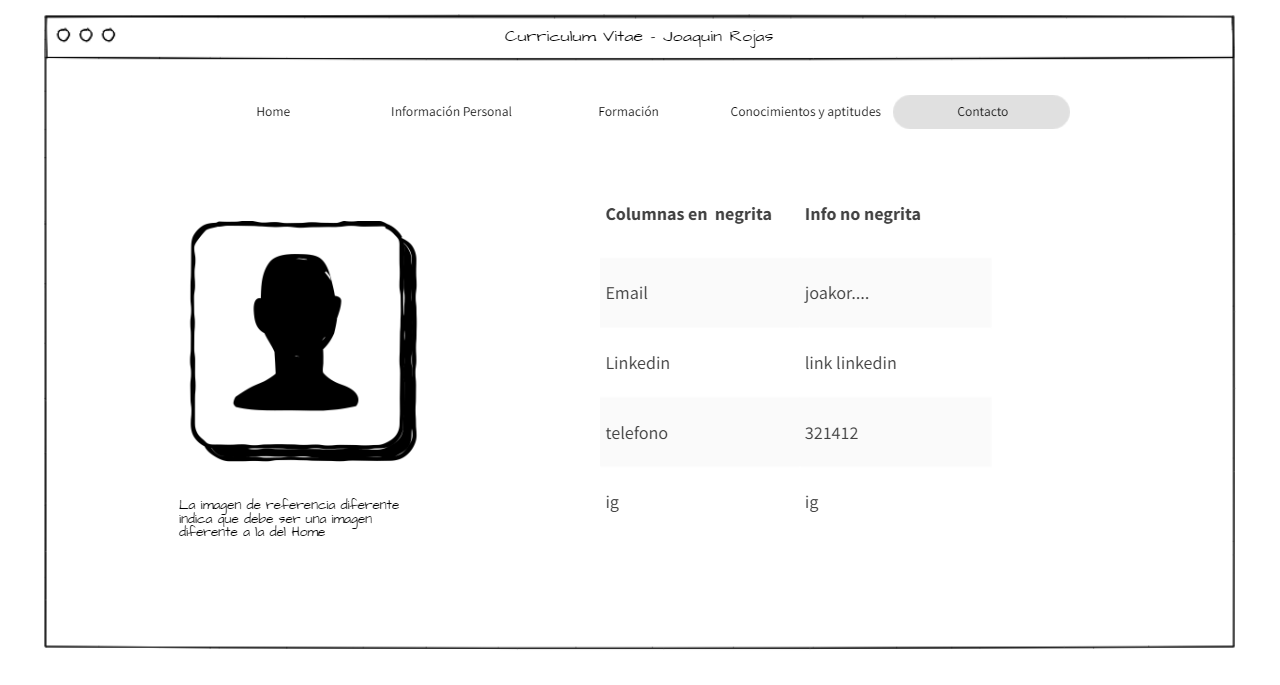 Curriculum Vitae - Joaquin Rojas
Home Información Personal Formación Conocimientos y aptitudes Contacto
Columnas en negrita Info no negrita
Email joakor....
Linkedin link linkedin
telefono 321412
ig ig
La imagen de referencia diferente
indica que debe ser una imagen
diferente a la del Home